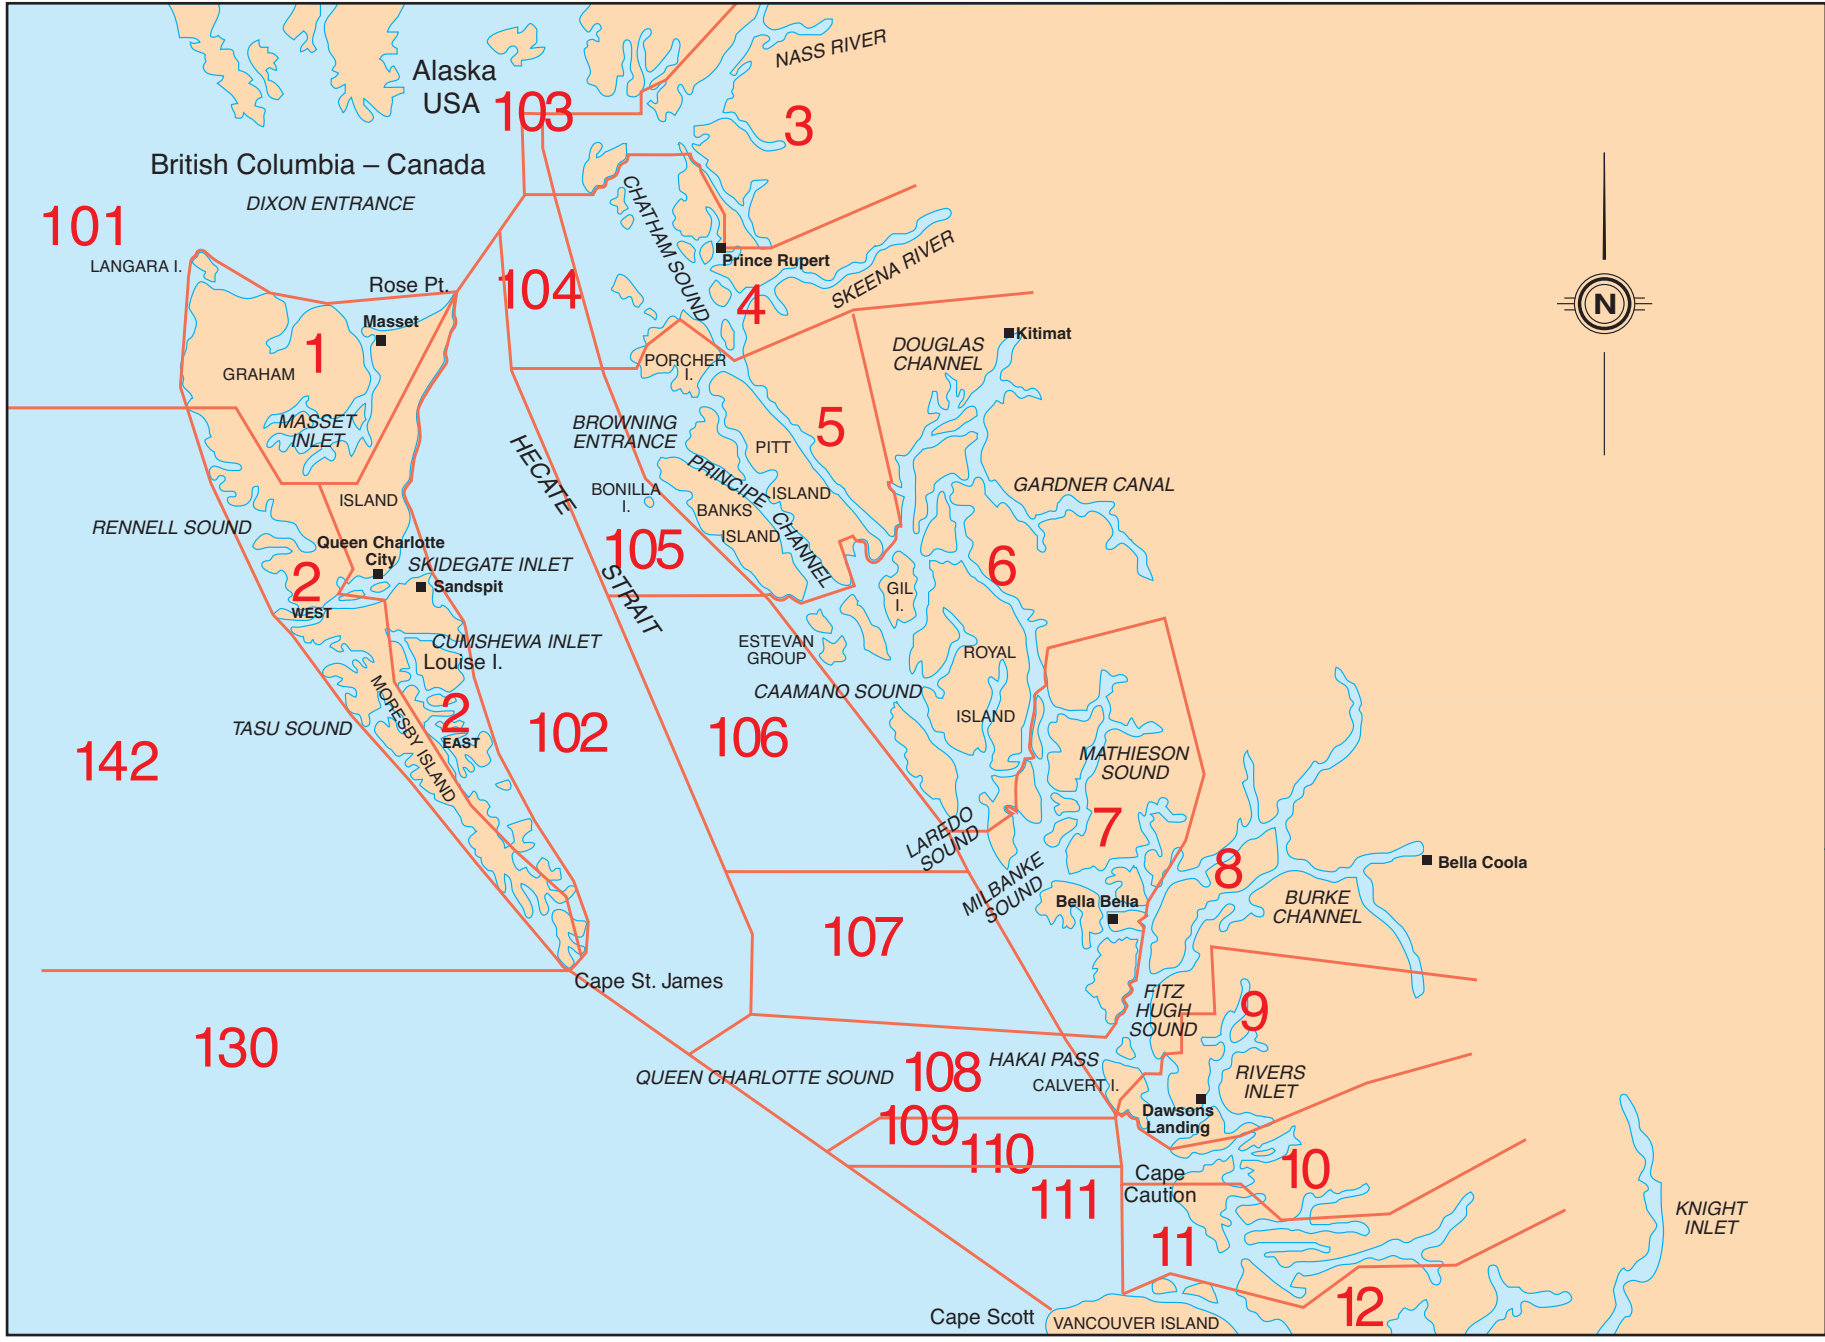 NASS RIVER
Alaska
USA
103
3
British Columbia – Canada
DIXON ENTRANCE
101
LANGARA I.
CHATHAM SOUND
Prince Rupert
SKEENA RIVER
Rose Pt.
104
4
N
Masset
1
GRAHAM
PORCHER
I.
DOUGLAS
CHANNEL
Kitimat
MASSET
INLET
HECATE
BROWNING
ENTRANCE
5
PITT
ISLAND
PRINCIPE CHANNEL
ISLAND
BONILLA
I.
BANKS
ISLAND
GARDNER CANAL
RENNELL SOUND
Queen Charlotte
City
SKIDEGATE INLET
105
STRAIT
6
2
WEST
Sandspit
GIL
I.
CUMSHEWA INLET
Louise I.
ESTEVAN
GROUP
ROYAL
CAAMANO SOUND
ISLAND
MORESBY ISLAND
2
EAST
TASU SOUND
142
102
106
MATHIESON
SOUND
LAREDO
SOUND
7
MILBANKE
SOUND
8
Bella Coola
Bella Bella
BURKE
CHANNEL
107
Cape St. James
FITZ
HUGH
SOUND
9
130
QUEEN CHARLOTTE SOUND
108
HAKAI PASS
CALVERT I.
RIVERS
INLET
109
Dawsons
Landing
110
Cape
Caution
10
111
KNIGHT
INLET
11
12
Cape Scott
VANCOUVER ISLAND